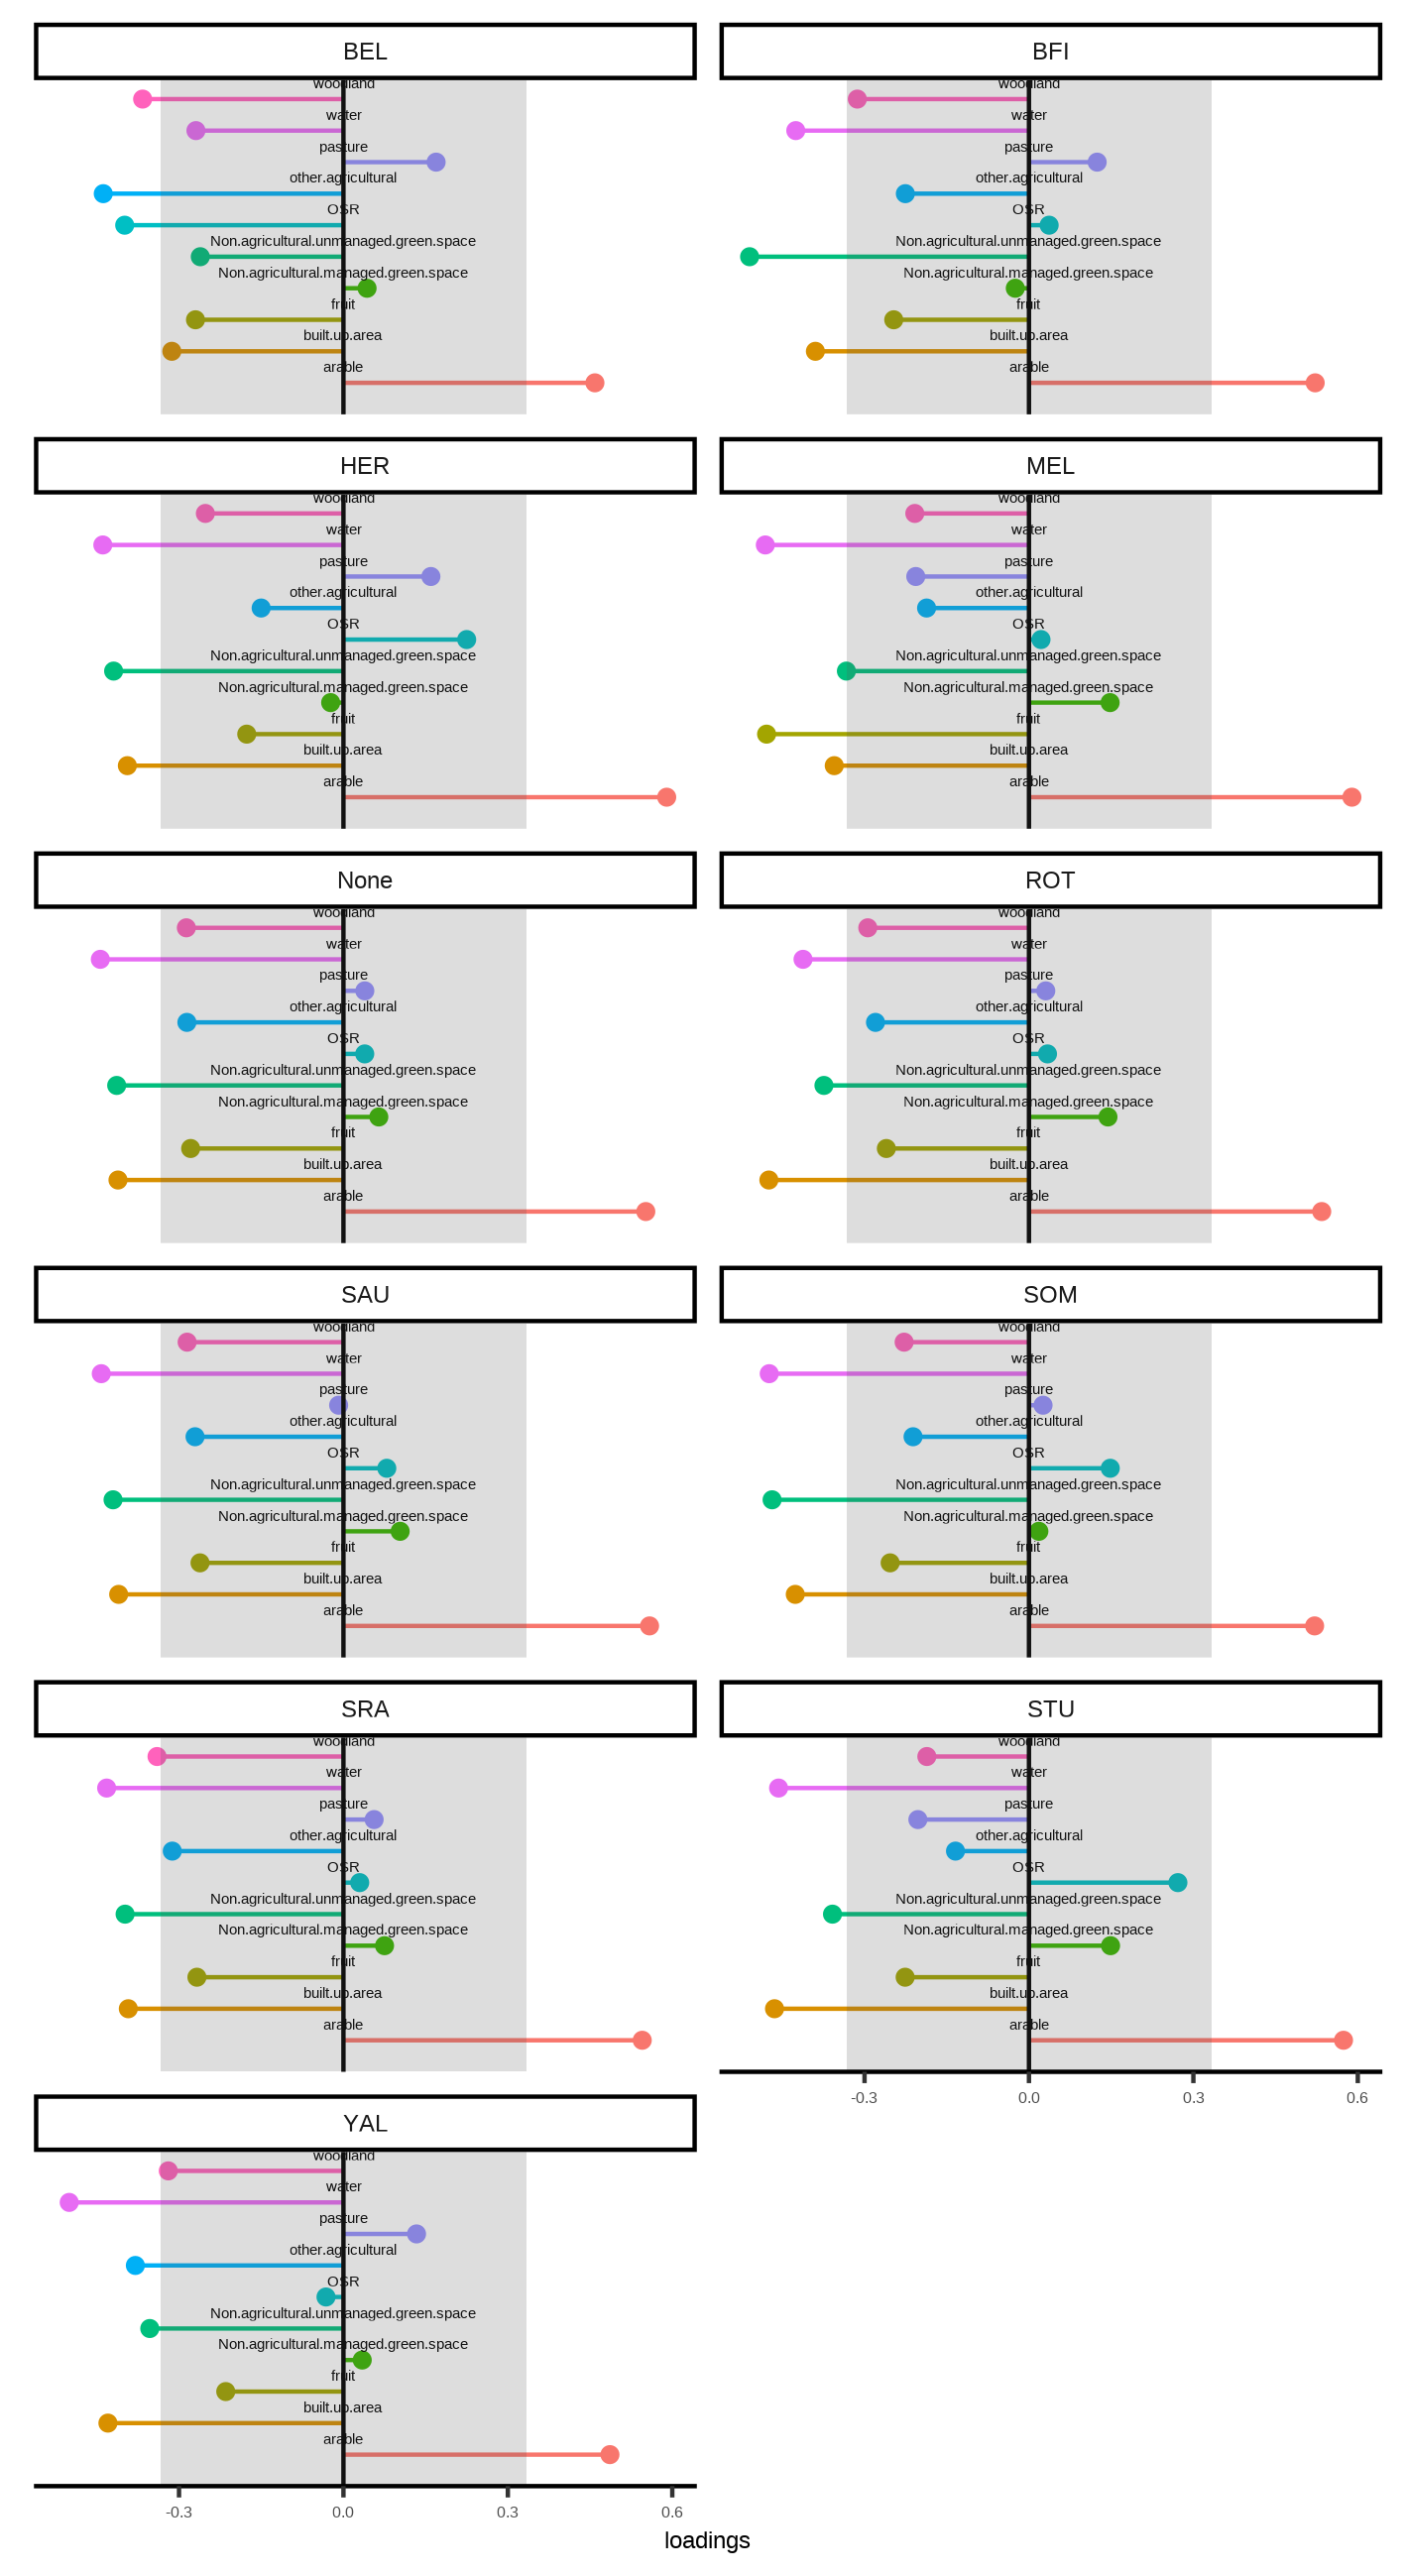 BEL
woodland
water
pasture
other.agricultural
OSR
Non.agricultural.unmanaged.green.space
Non.agricultural.managed.green.space
fruit
built.up.area
arable
BFI
woodland
water
pasture
other.agricultural
OSR
Non.agricultural.unmanaged.green.space
Non.agricultural.managed.green.space
fruit
built.up.area
arable
HER
woodland
water
pasture
other.agricultural
OSR
Non.agricultural.unmanaged.green.space
Non.agricultural.managed.green.space
fruit
built.up.area
arable
MEL
woodland
water
pasture
other.agricultural
OSR
Non.agricultural.unmanaged.green.space
Non.agricultural.managed.green.space
fruit
built.up.area
arable
None
woodland
water
pasture
other.agricultural
OSR
Non.agricultural.unmanaged.green.space
Non.agricultural.managed.green.space
fruit
built.up.area
arable
ROT
woodland
water
pasture
other.agricultural
OSR
Non.agricultural.unmanaged.green.space
Non.agricultural.managed.green.space
fruit
built.up.area
arable
SAU
woodland
water
pasture
other.agricultural
OSR
Non.agricultural.unmanaged.green.space
Non.agricultural.managed.green.space
fruit
built.up.area
arable
SOM
woodland
water
pasture
other.agricultural
OSR
Non.agricultural.unmanaged.green.space
Non.agricultural.managed.green.space
fruit
built.up.area
arable
SRA
woodland
water
pasture
other.agricultural
OSR
Non.agricultural.unmanaged.green.space
Non.agricultural.managed.green.space
fruit
built.up.area
arable
STU
woodland
water
pasture
other.agricultural
OSR
Non.agricultural.unmanaged.green.space
Non.agricultural.managed.green.space
fruit
built.up.area
arable
-0.3 0.0 0.3 0.6
YAL
woodland
water
pasture
other.agricultural
OSR
Non.agricultural.unmanaged.green.space
Non.agricultural.managed.green.space
fruit
built.up.area
arable
-0.3 0.0 0.3 0.6
loadings